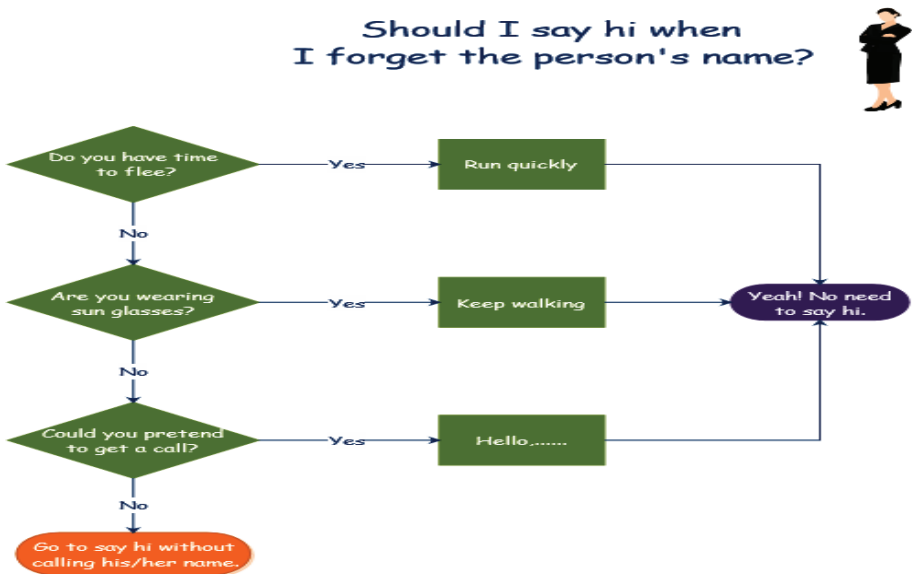 Should I say hi when
I forget the person's name?
Do you have time
to flee?
Yes
Run quickly
No
Are you wearing
sun glasses?
Yes
Keep walking
Yeah! No need
to say hi.
No
Could you pretend
to get a call?
Yes
Hello,......
No
Go to say hi without
calling his/her name.